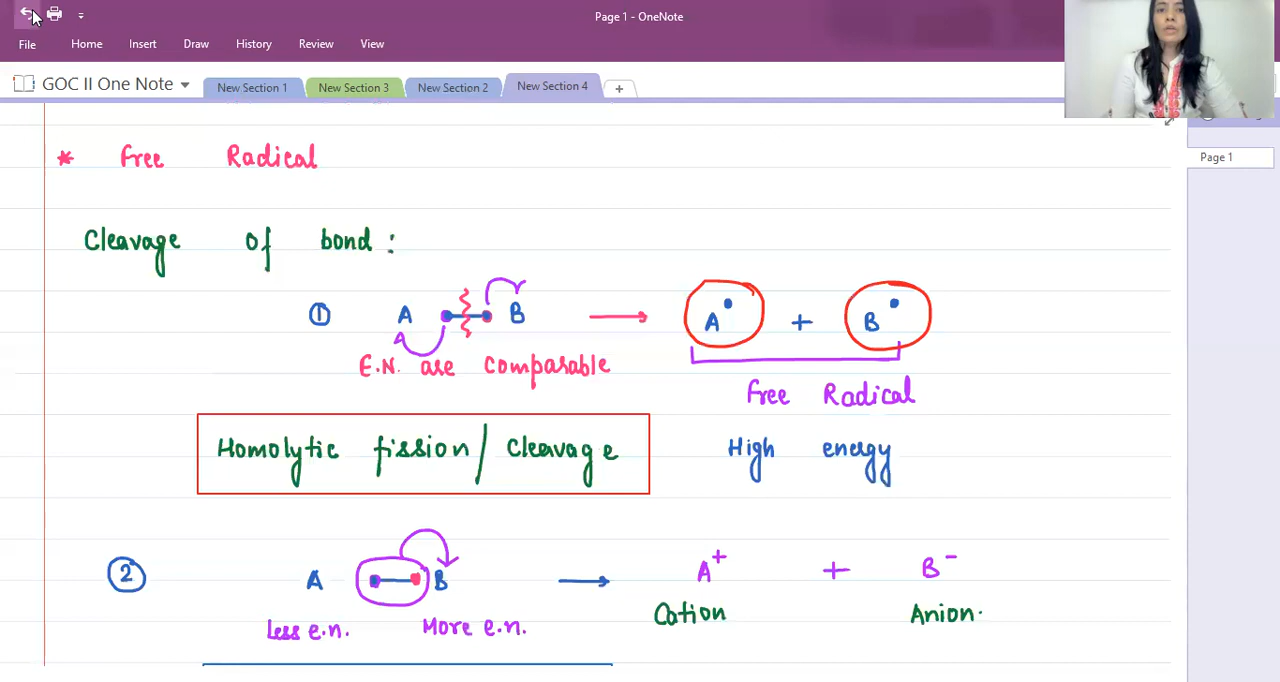 Page 1 - OneNote
File Home Insert Draw History Review View
GOC II One Note New Section 1 New Section 3 New Section 2 New Section 4 +
Page 1
* Free Radical
Cleavage of bond :
① A B → A• + B•
E.N. are comparable
Free Radical
Homolytic fission / Cleavage
High energy
② A B → A⁺ + B⁻
Less e.n. More e.n. Cation Anion.